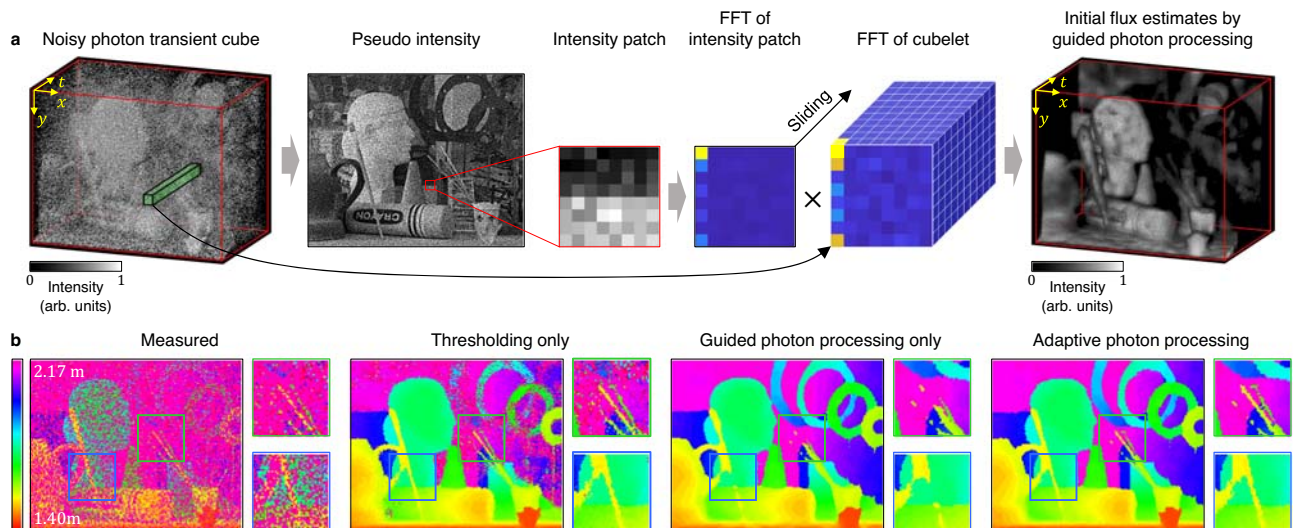 a
Noisy photon transient cube
Pseudo intensity
Intensity patch
FFT of
intensity patch
FFT of cubelet
Initial flux estimates by
guided photon processing
t
x
y
CRAYON
Sliding
×
t
x
y
0 1
Intensity
(arb. units)
0 1
Intensity
(arb. units)
b
Measured
Thresholding only
Guided photon processing only
Adaptive photon processing
2.17 m
1.40m